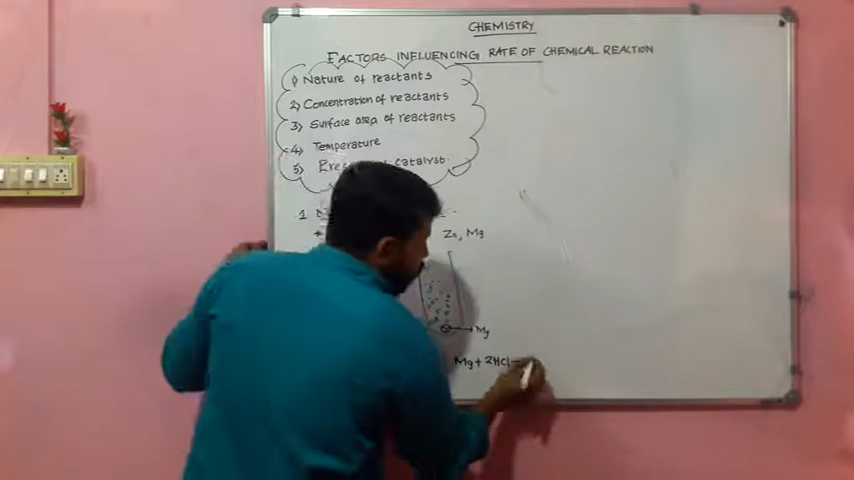 CHEMISTRY
FACTORS INFLUENCING RATE OF CHEMICAL REACTION
1) Nature of reactants
2) Concentration of reactants
3) Surface area of reactants
4) Temperature
5) catalyst
1
Zn, Mg
Mg
Mg + 2HCl